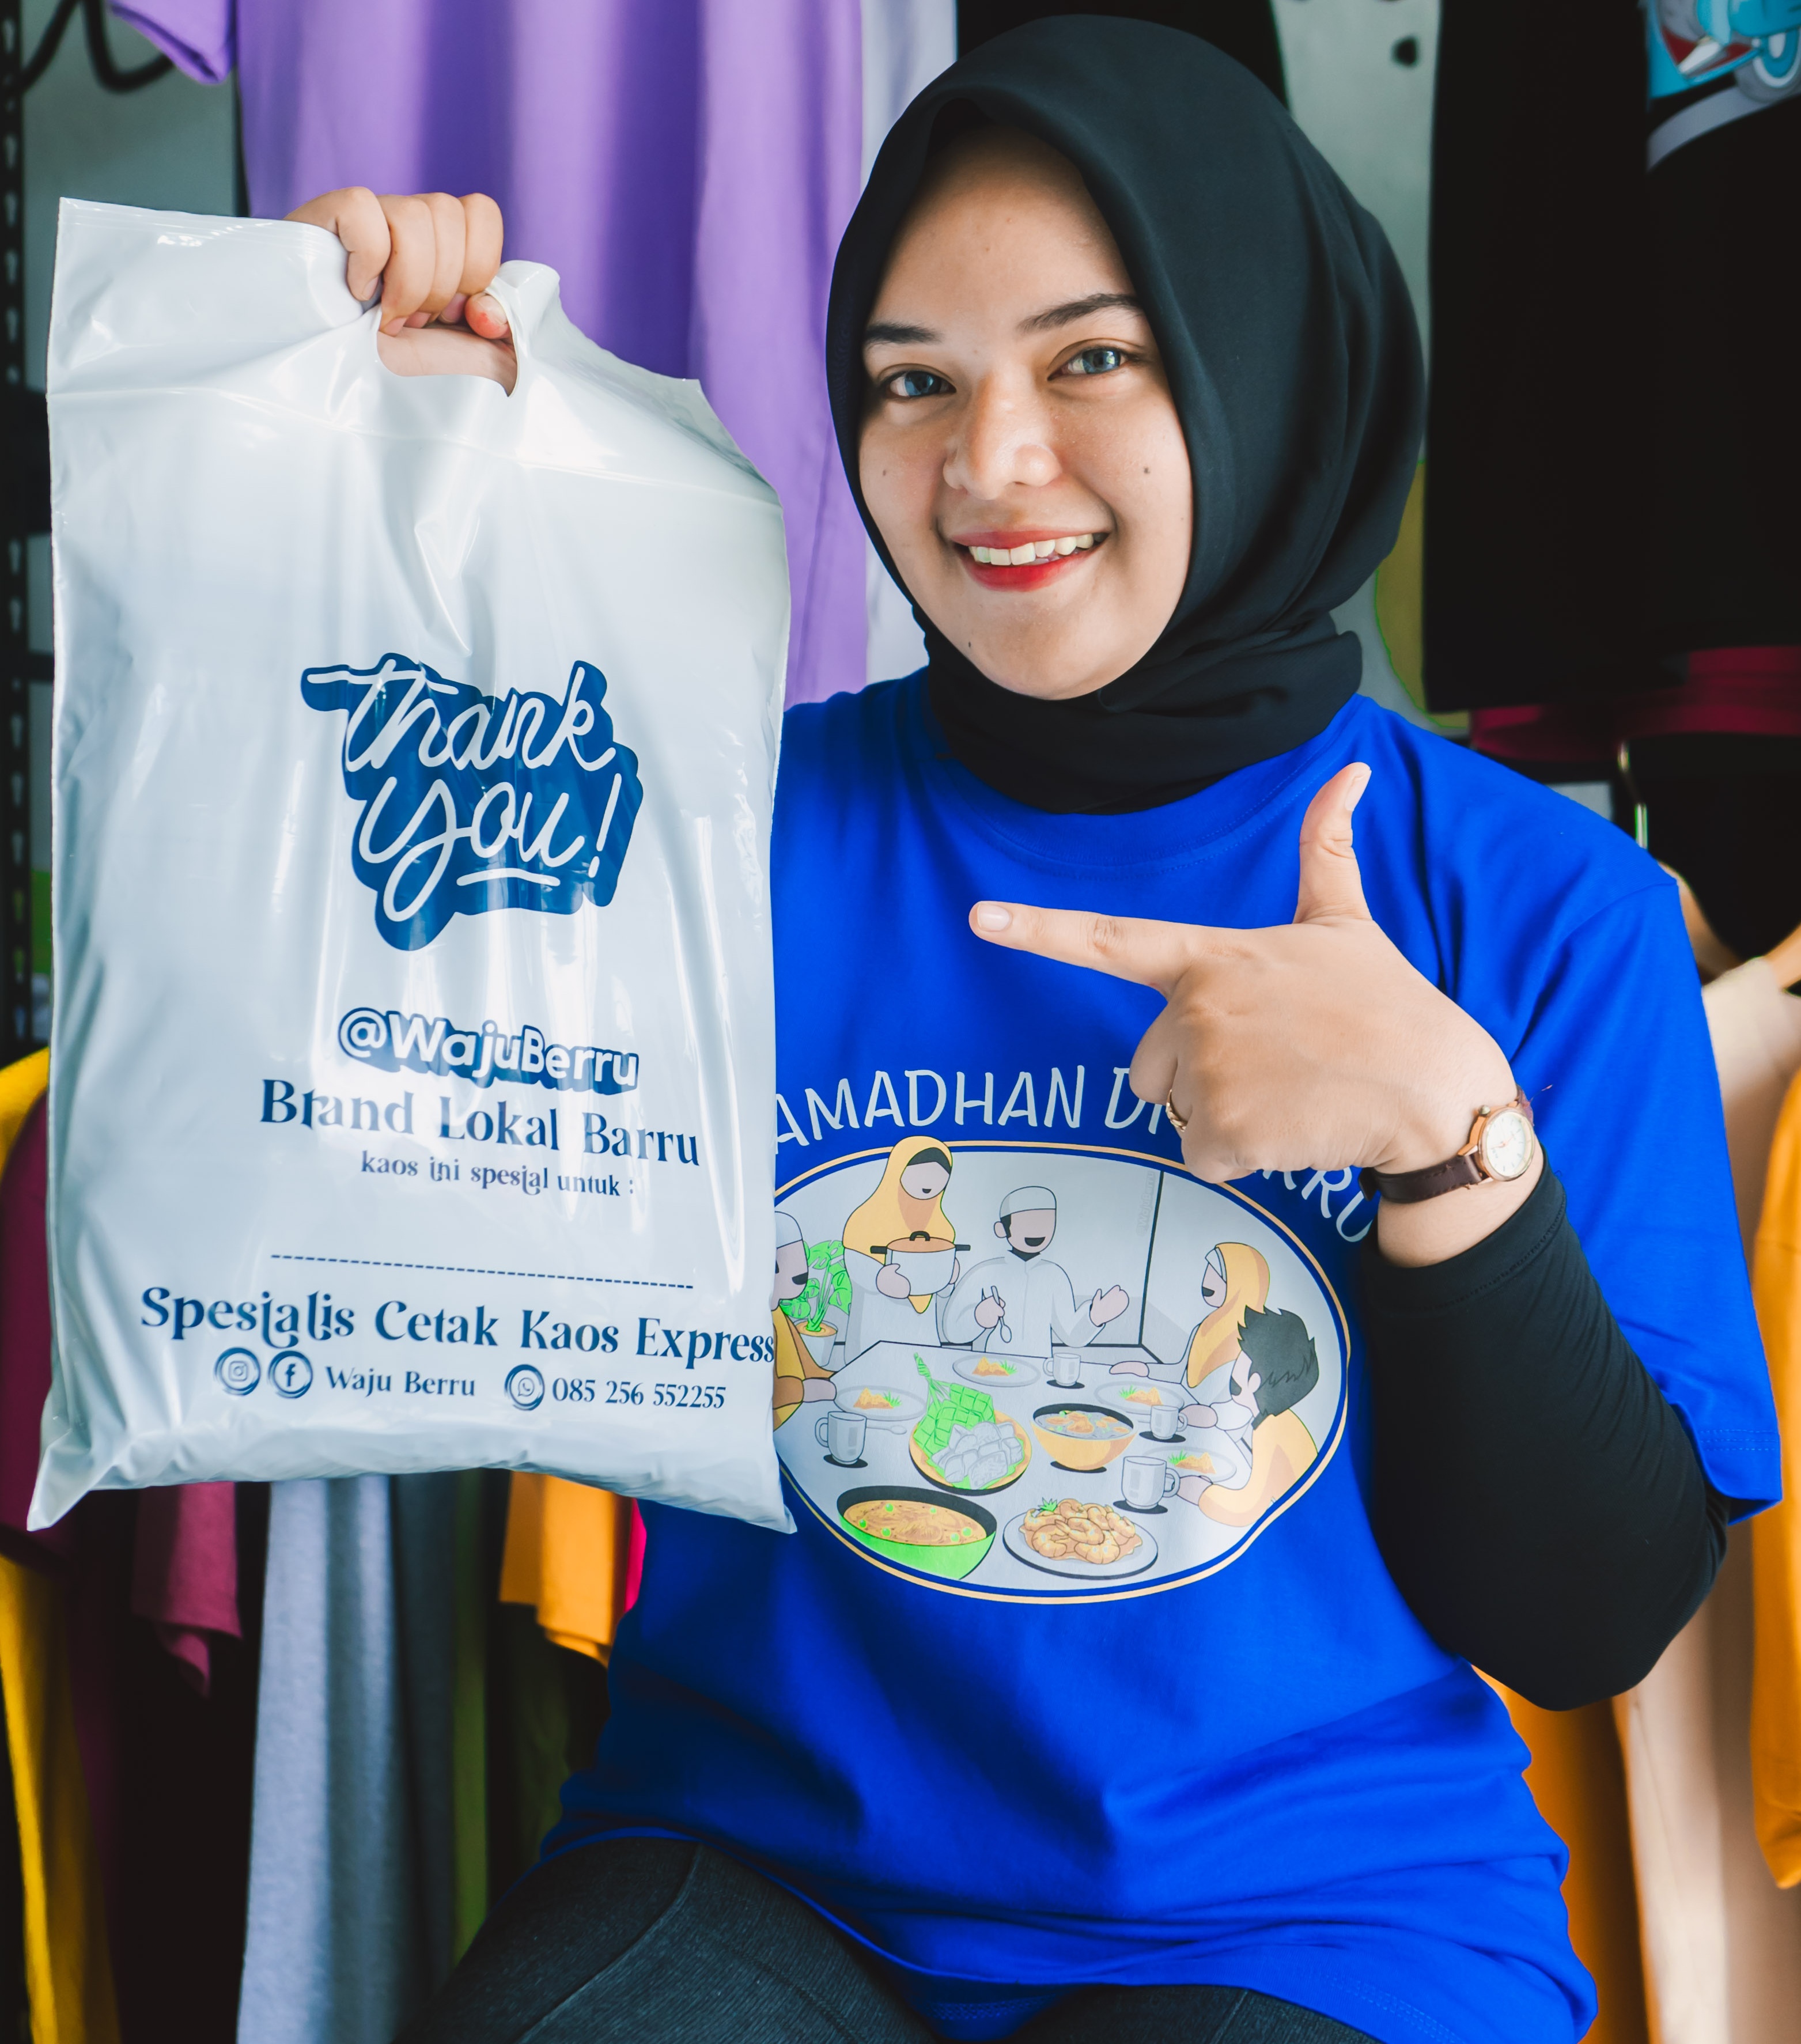 thank
you!
@WajuBerru
Brand Lokal Barru
kaos ini spesial untuk :
Spesialis Cetak Kaos Express
Waju Berru 085 256 552255
AMADHAN DI
RRU